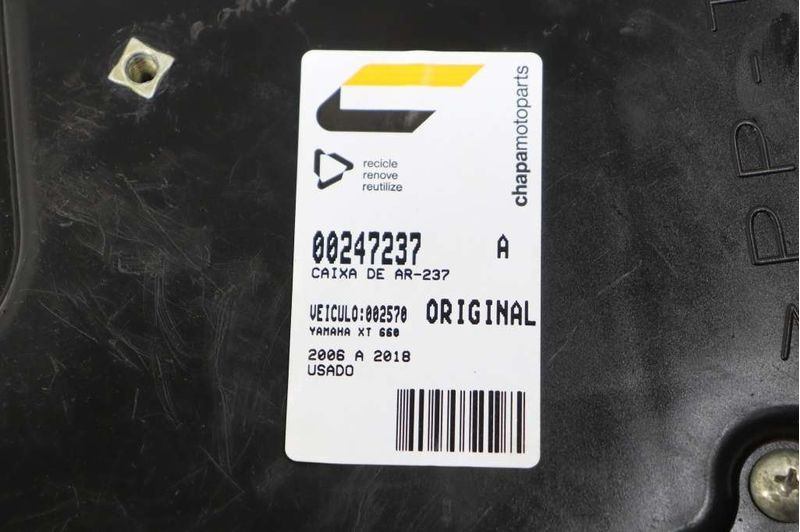 chapamotoparts
recicle
renove
reutilize
00247237 A
CAIXA DE AR-237
VEICULO:002570 ORIGINAL
YAMAHA XT 660
2006 A 2018
USADO